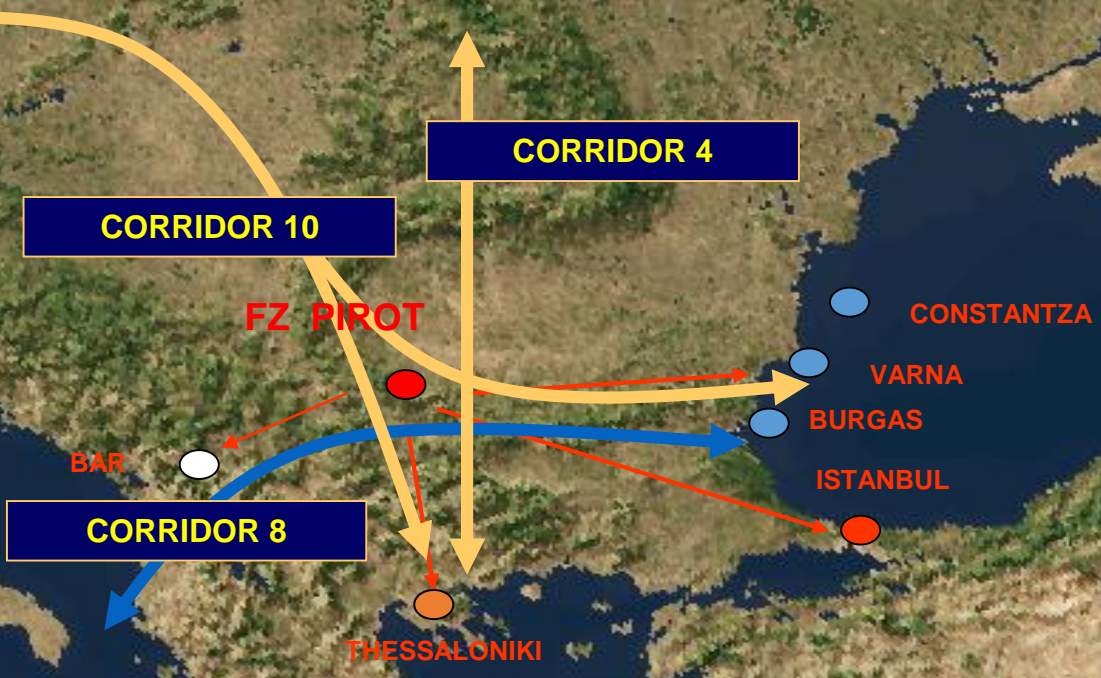 CORRIDOR 4
CORRIDOR 10
FZ PIROT
CONSTANTZA
VARNA
BURGAS
BAR
ISTANBUL
CORRIDOR 8
THESSALONIKI